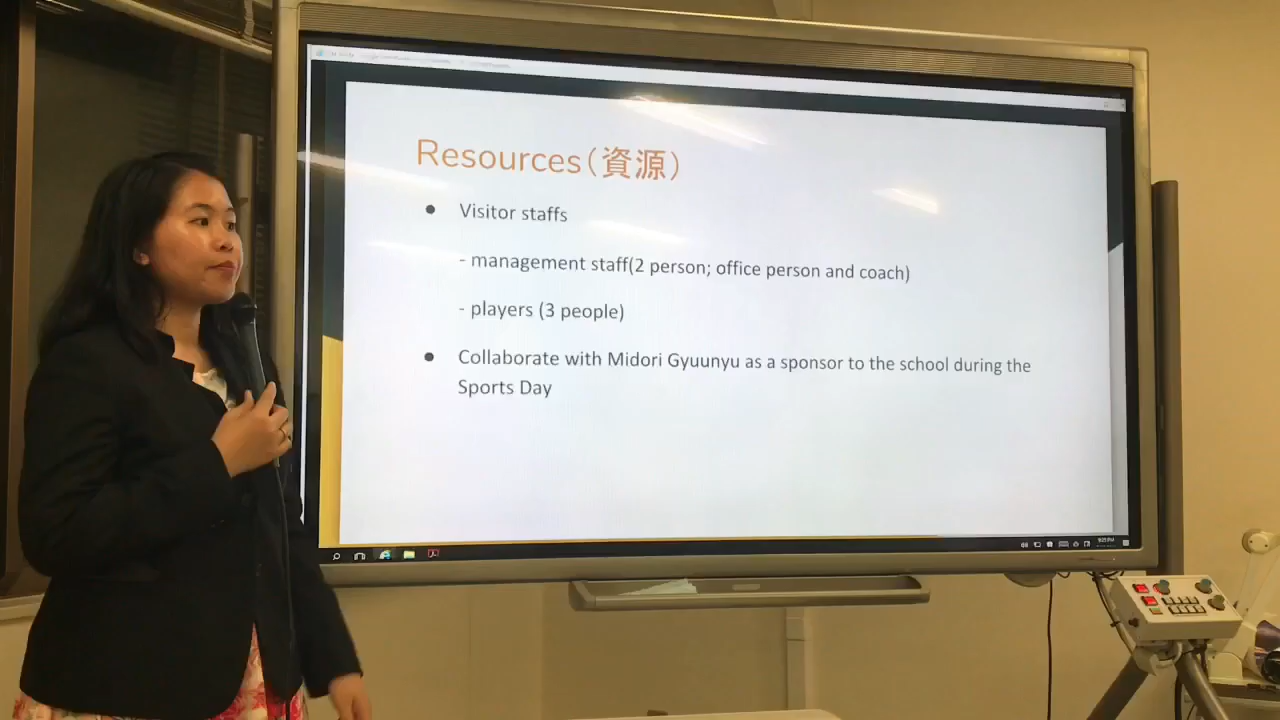 Resources（資源）
● Visitor staffs
- management staff(2 person; office person and coach)
- players (3 people)
● Collaborate with Midori Gyuunyu as a sponsor to the school during the
Sports Day